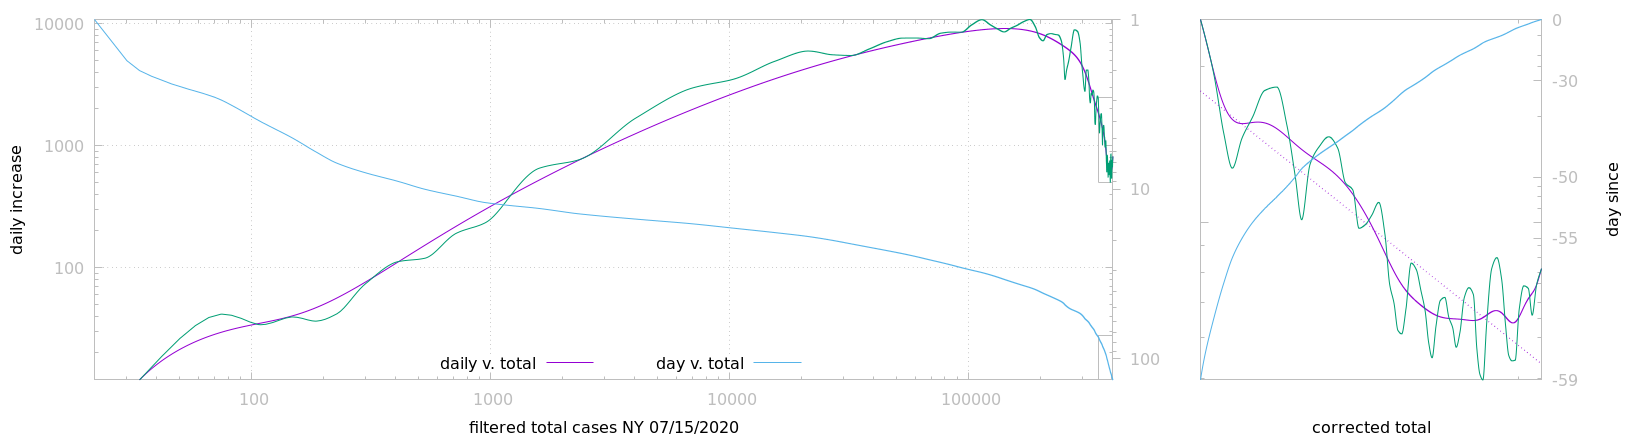 10000
1000
100
daily increase
100
1000
10000
100000
filtered total cases NY 07/15/2020
daily v. total
day v. total
1
10
100
0
-30
-50
-55
-59
day since
corrected total